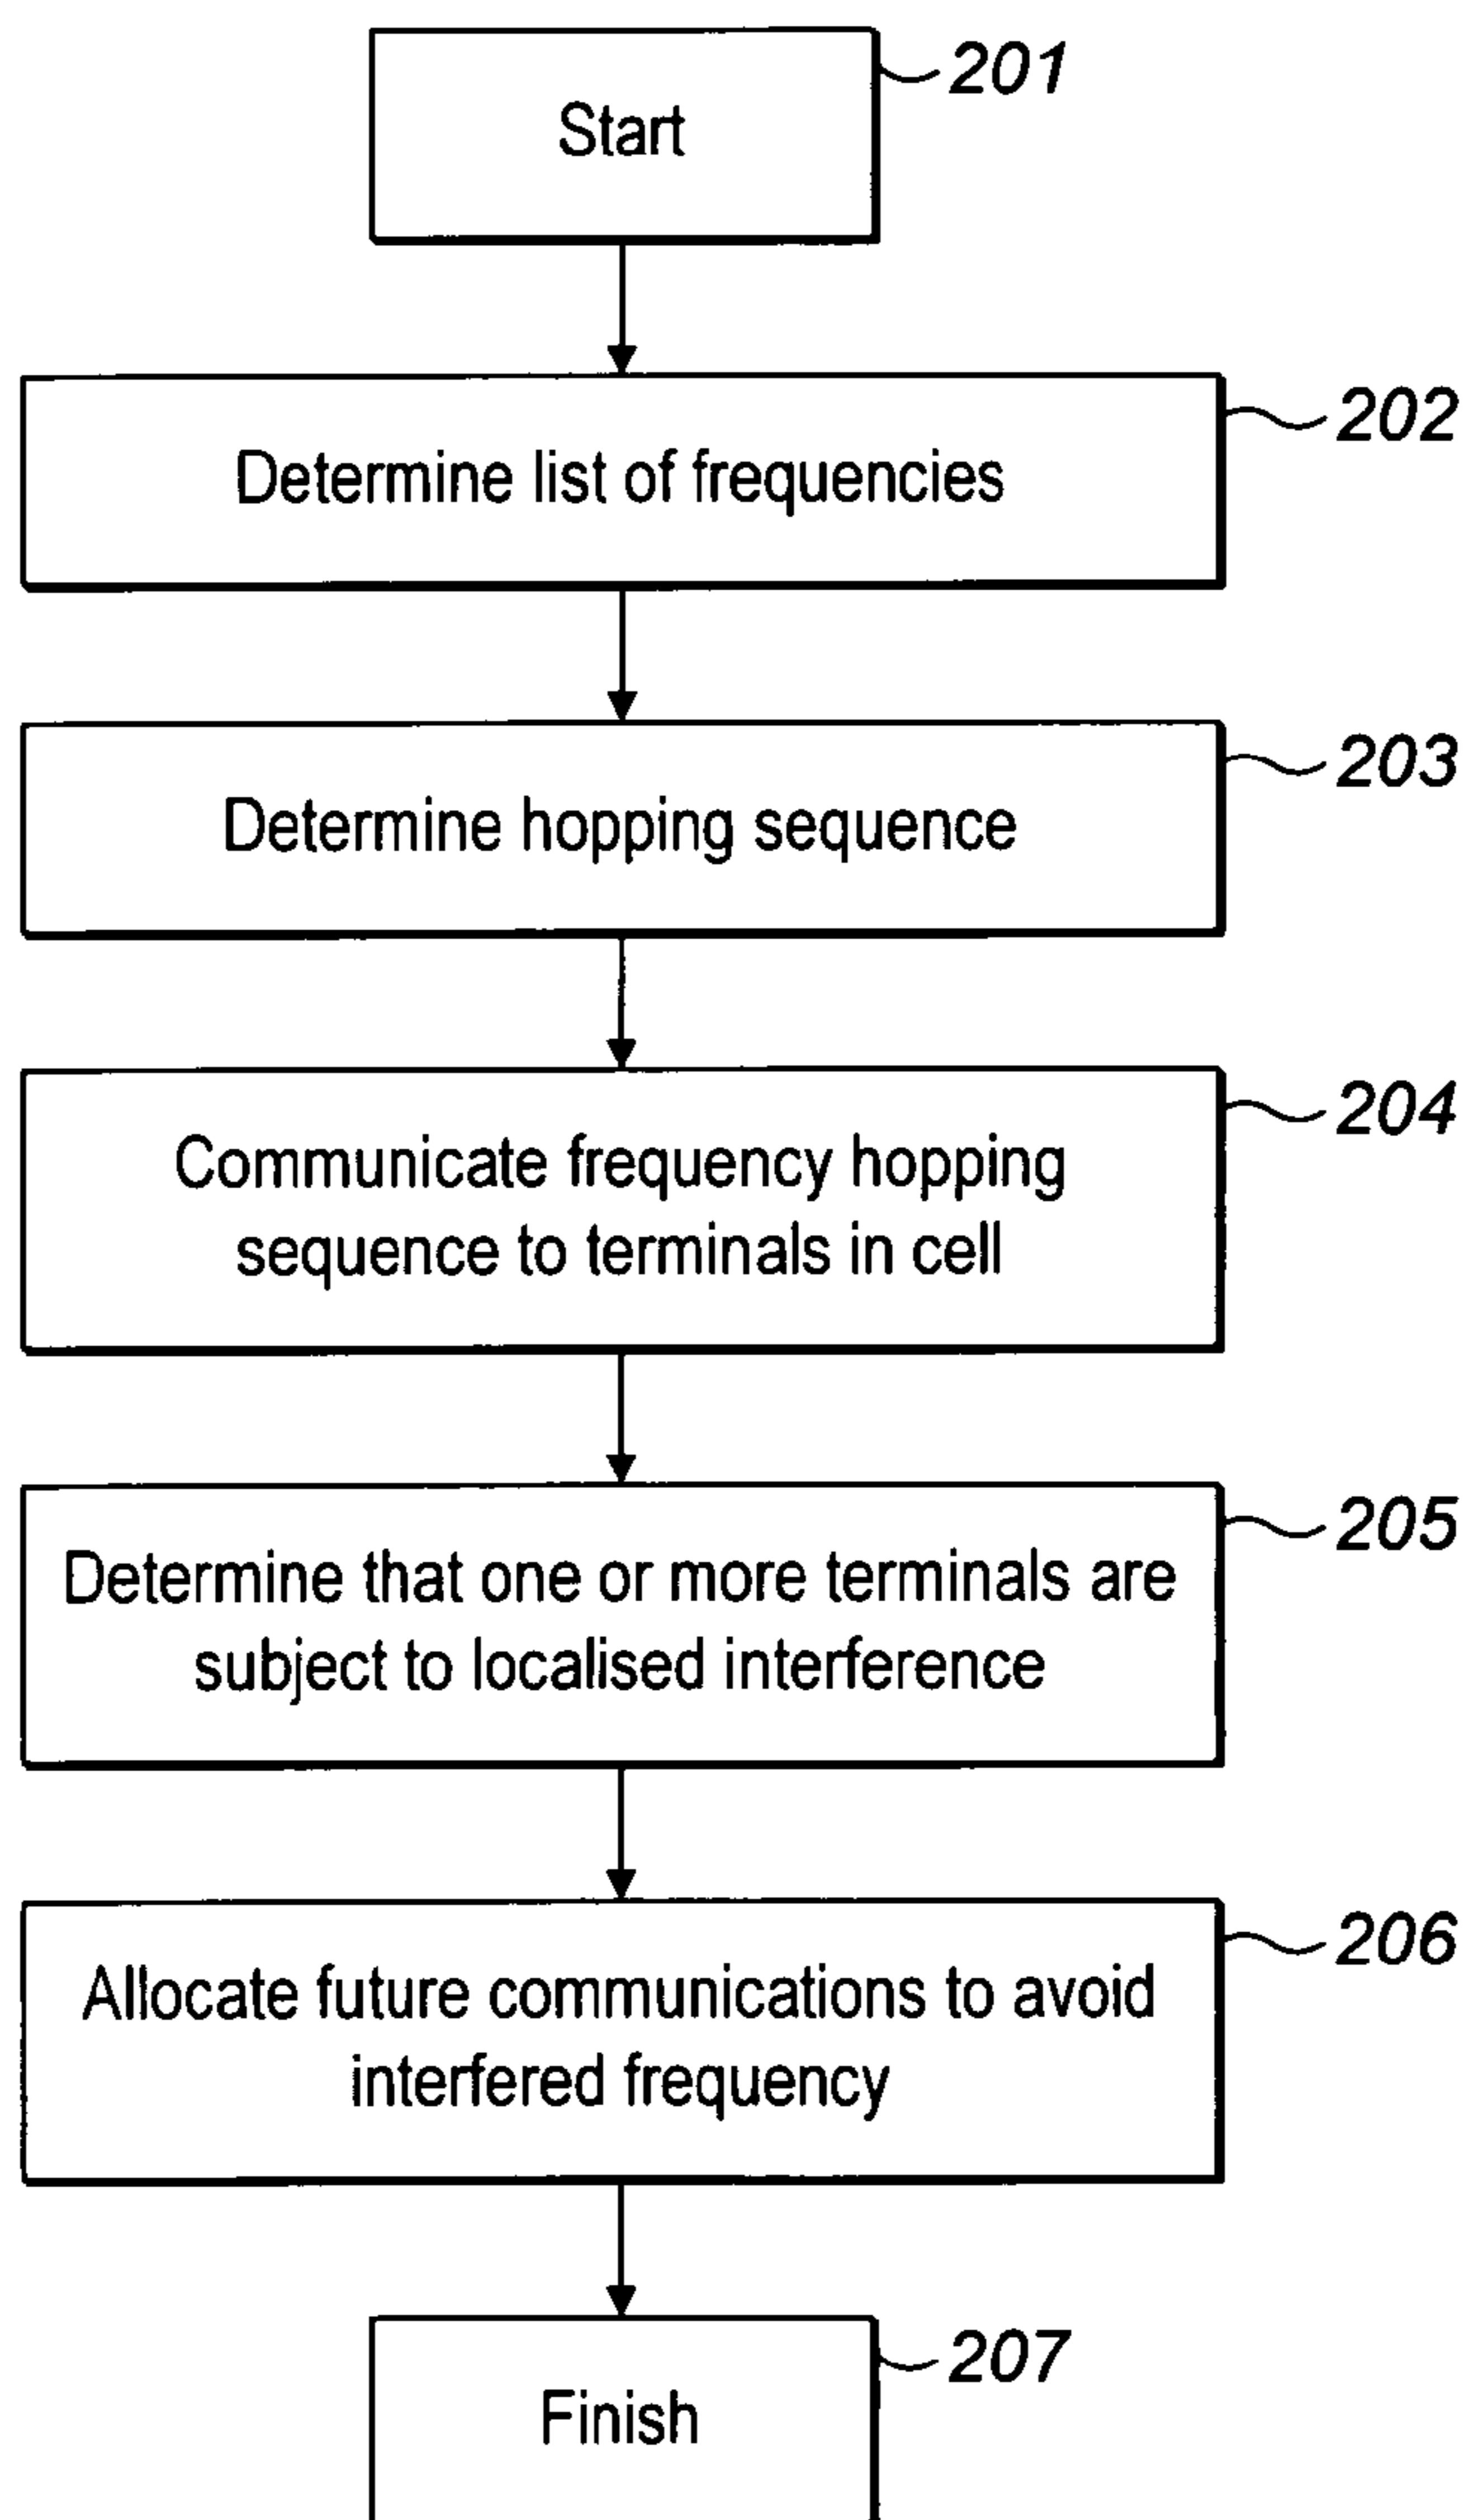 201
Start
202
Determine list of frequencies
203
Determine hopping sequence
204
Communicate frequency hopping
sequence to terminals in cell
205
Determine that one or more terminals are
subject to localised interference
206
Allocate future communications to avoid
interfered frequency
207
Finish